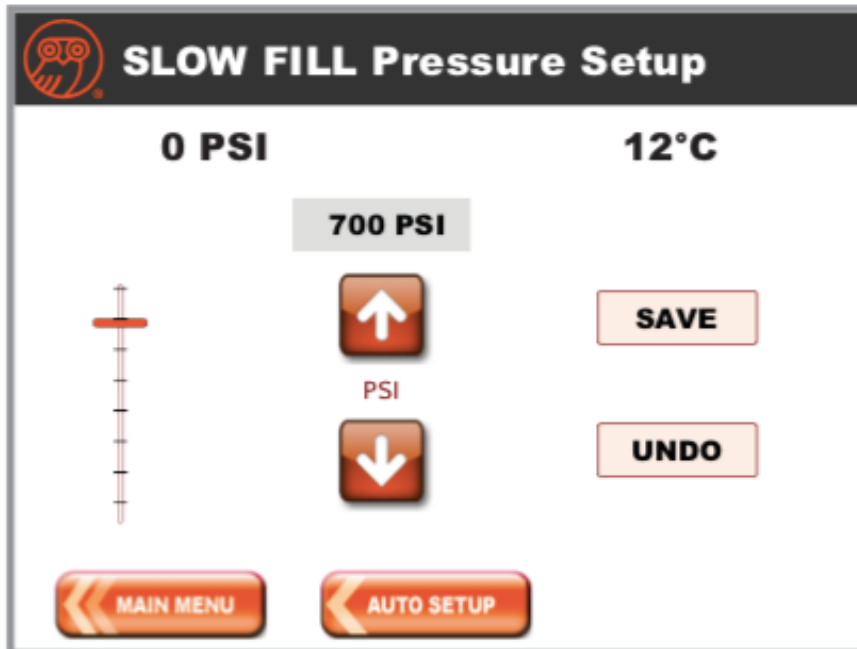 SLOW FILL Pressure Setup
0 PSI
12°C
700 PSI
PSI
SAVE
UNDO
MAIN MENU
AUTO SETUP